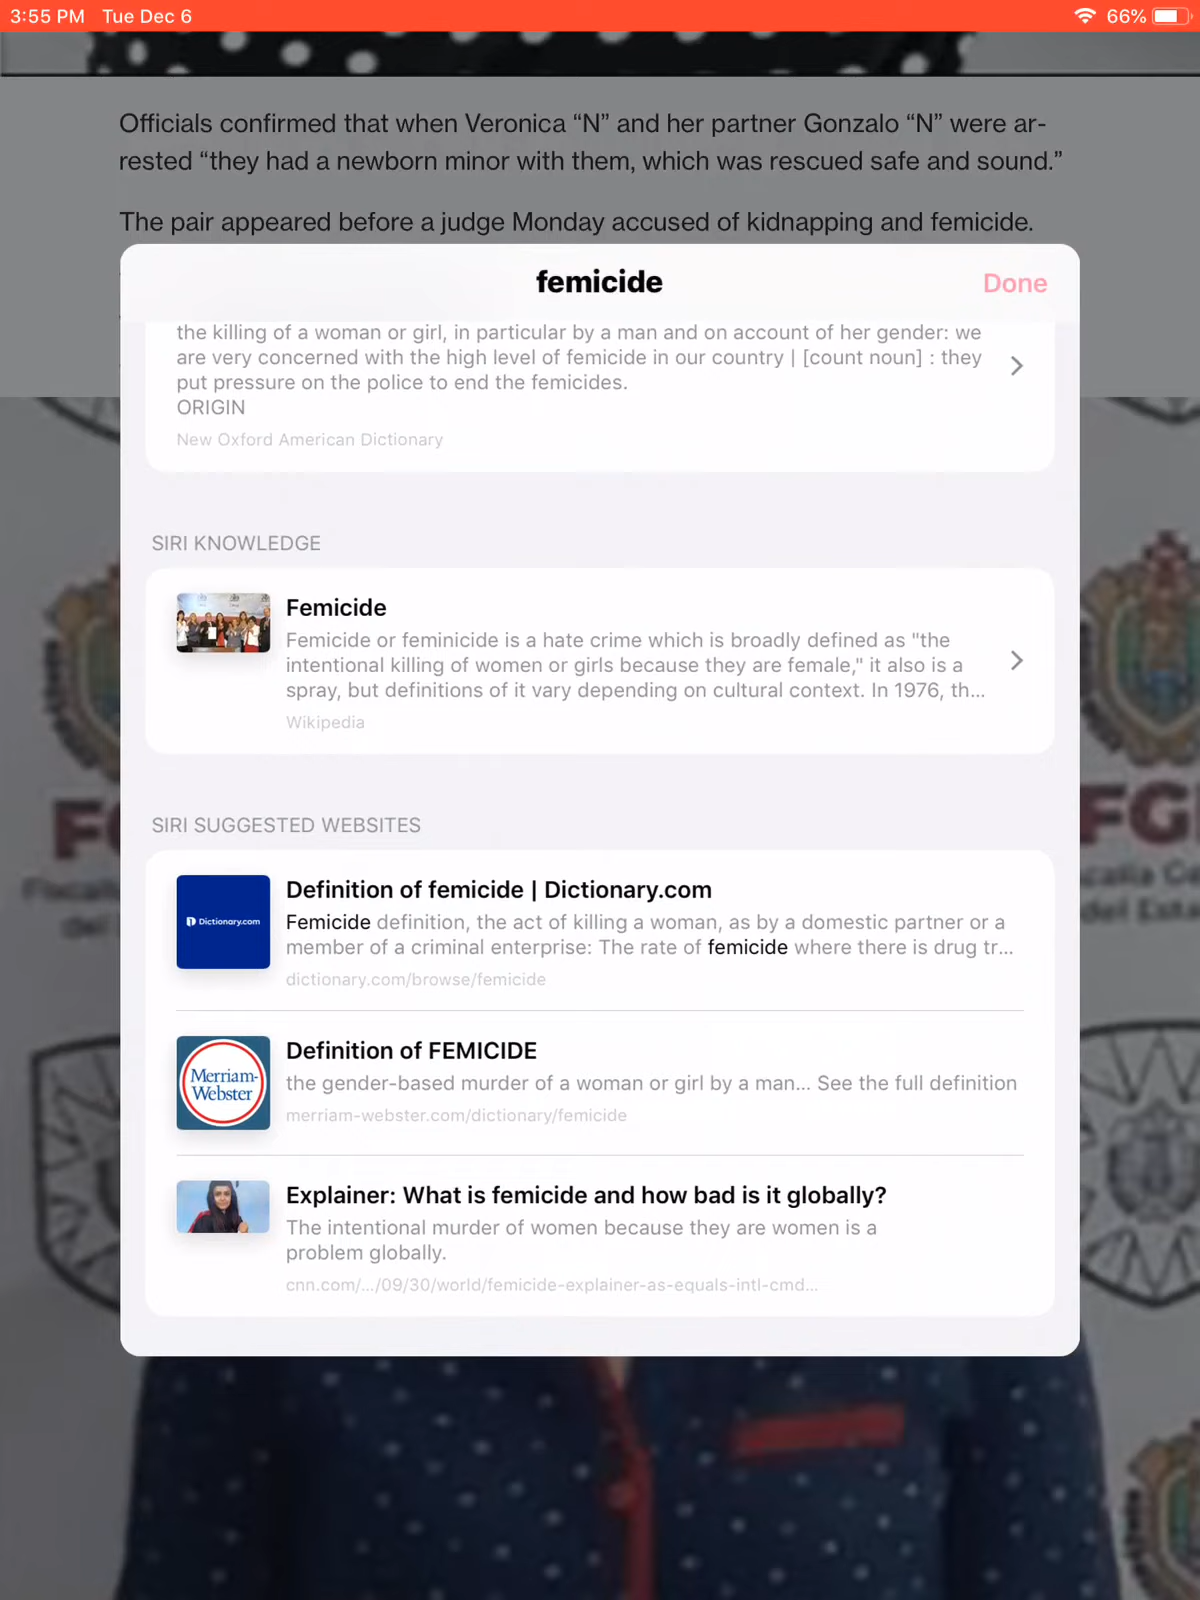 3:55 PM Tue Dec 6
66%
Officials confirmed that when Veronica “N” and her partner Gonzalo “N” were ar-
rested “they had a newborn minor with them, which was rescued safe and sound.”
The pair appeared before a judge Monday accused of kidnapping and femicide.
femicide
Done
the killing of a woman or girl, in particular by a man and on account of her gender: we
are very concerned with the high level of femicide in our country | [count noun] : they
put pressure on the police to end the femicides.
ORIGIN
New Oxford American Dictionary
SIRI KNOWLEDGE
Femicide
Femicide or feminicide is a hate crime which is broadly defined as "the
intentional killing of women or girls because they are female," it also is a
spray, but definitions of it vary depending on cultural context. In 1976, th...
Wikipedia
SIRI SUGGESTED WEBSITES
Definition of femicide | Dictionary.com
Dictionary.com
Femicide definition, the act of killing a woman, as by a domestic partner or a
member of a criminal enterprise: The rate of femicide where there is drug tr...
dictionary.com/browse/femicide
Definition of FEMICIDE
Merriam-
Webster
the gender-based murder of a woman or girl by a man... See the full definition
merriam-webster.com/dictionary/femicide
Explainer: What is femicide and how bad is it globally?
The intentional murder of women because they are women is a
problem globally.
cnn.com/.../09/30/world/femicide-explainer-as-equals-intl-cmd...
FG